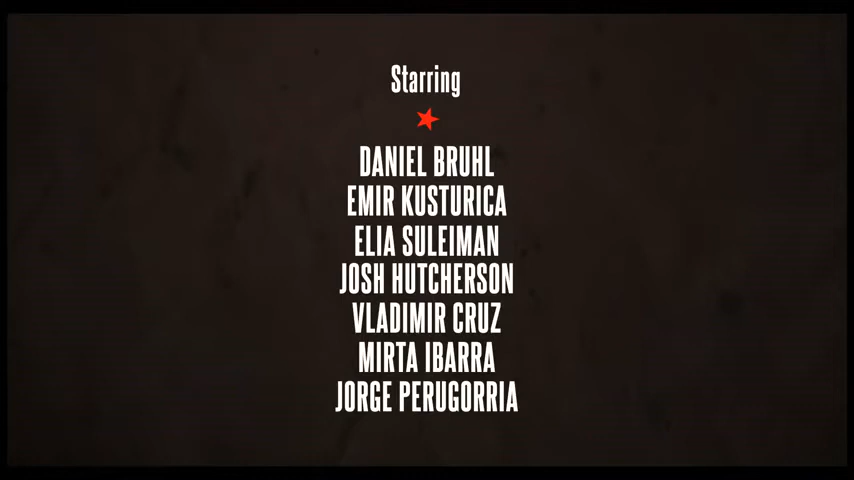 Starring
DANIEL BRUHL
EMIR KUSTURICA
ELIA SULEIMAN
JOSH HUTCHERSON
VLADIMIR CRUZ
MIRTA IBARRA
JORGE PERUGORRIA